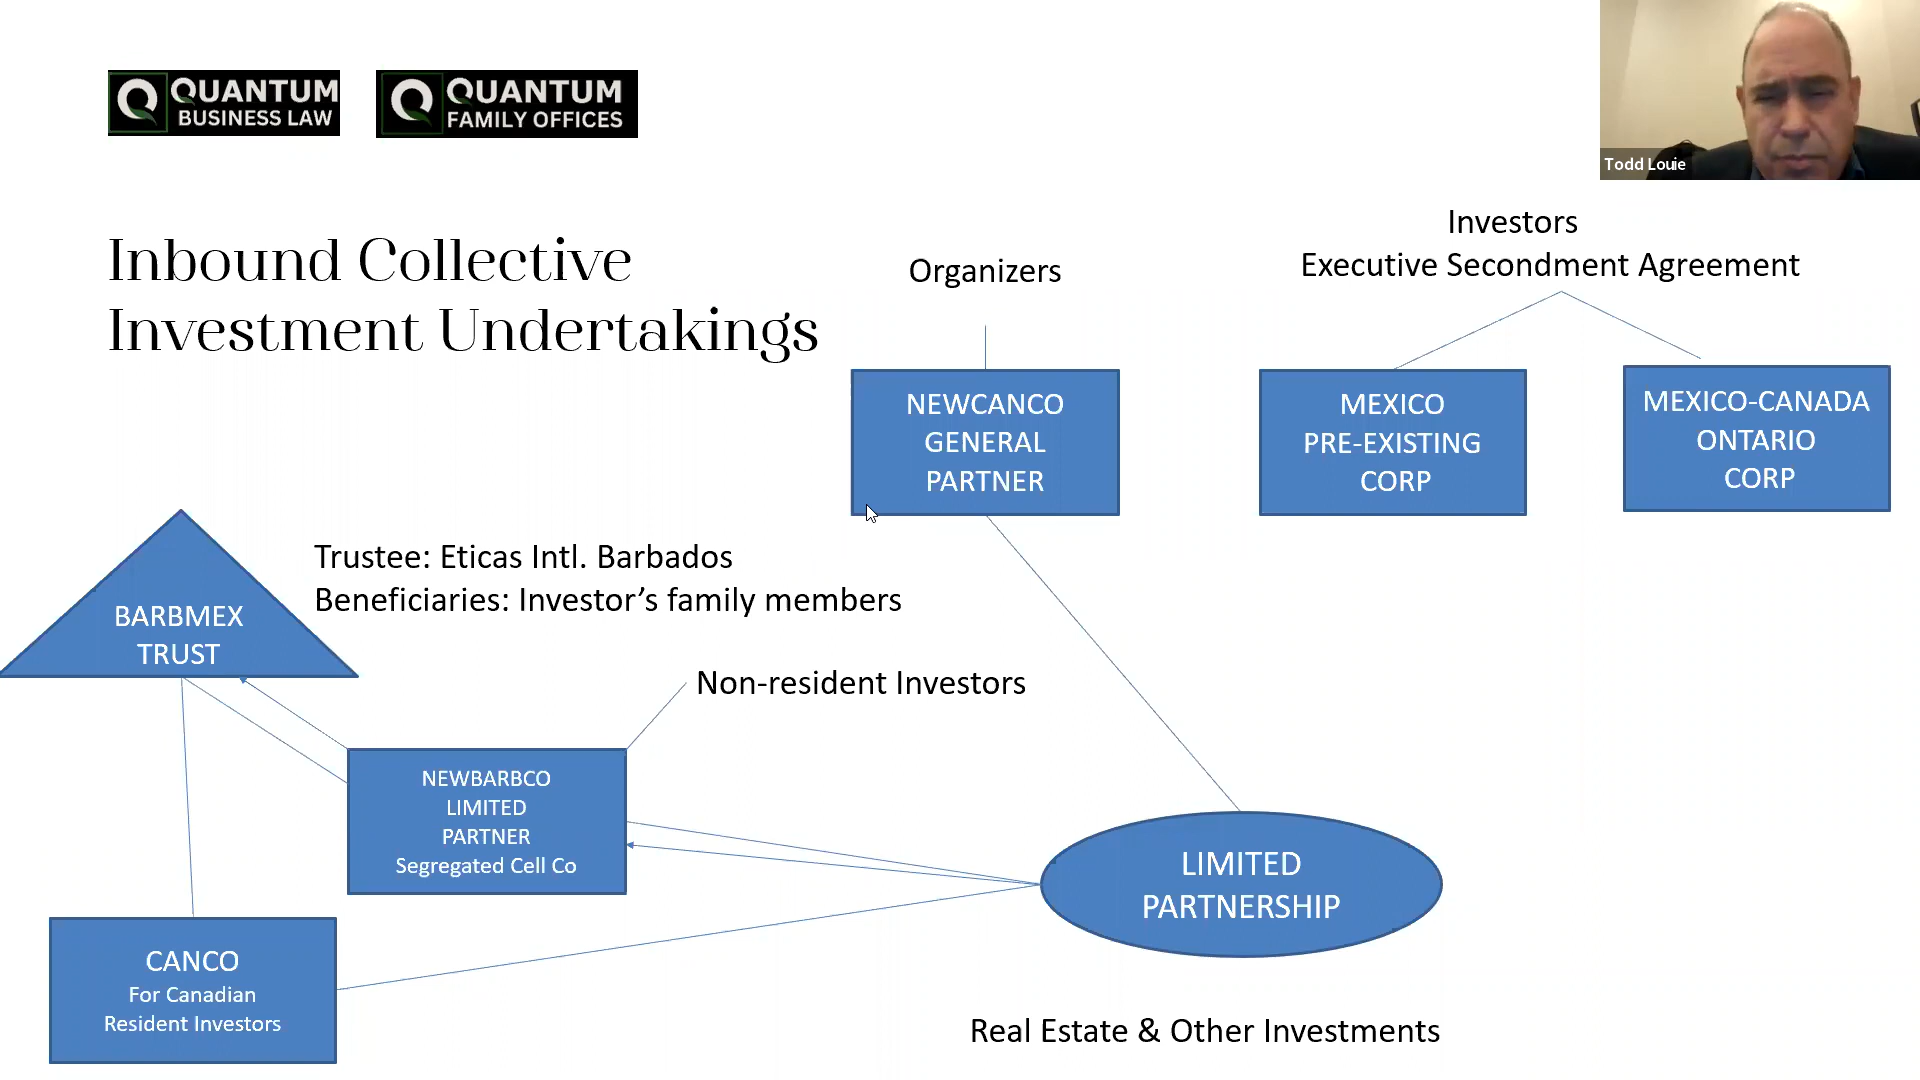 QUANTUM
BUSINESS LAW
QUANTUM
FAMILY OFFICES
Todd Louie
Inbound Collective
Investment Undertakings
Organizers
Investors
Executive Secondment Agreement
NEWCANCO
GENERAL
PARTNER
MEXICO
PRE-EXISTING
CORP
MEXICO-CANADA
ONTARIO
CORP
BARBMEX
TRUST
Trustee: Eticas Intl. Barbados
Beneficiaries: Investor’s family members
Non-resident Investors
NEWBARBCO
LIMITED
PARTNER
Segregated Cell Co
LIMITED
PARTNERSHIP
CANCO
For Canadian
Resident Investors
Real Estate & Other Investments